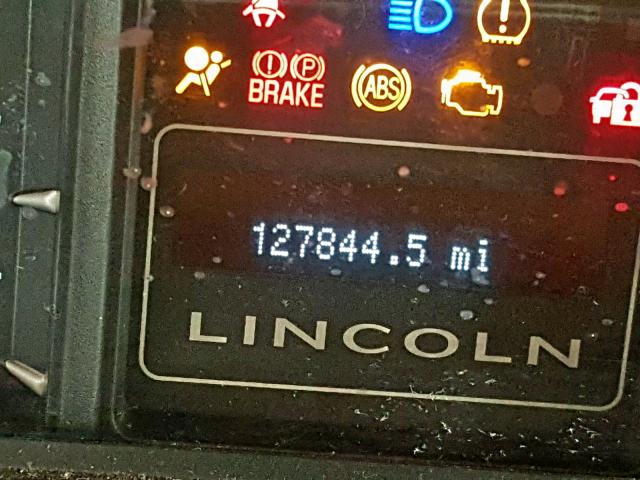 ! P
BRAKE ABS
127844.5 mi
LINCOLN